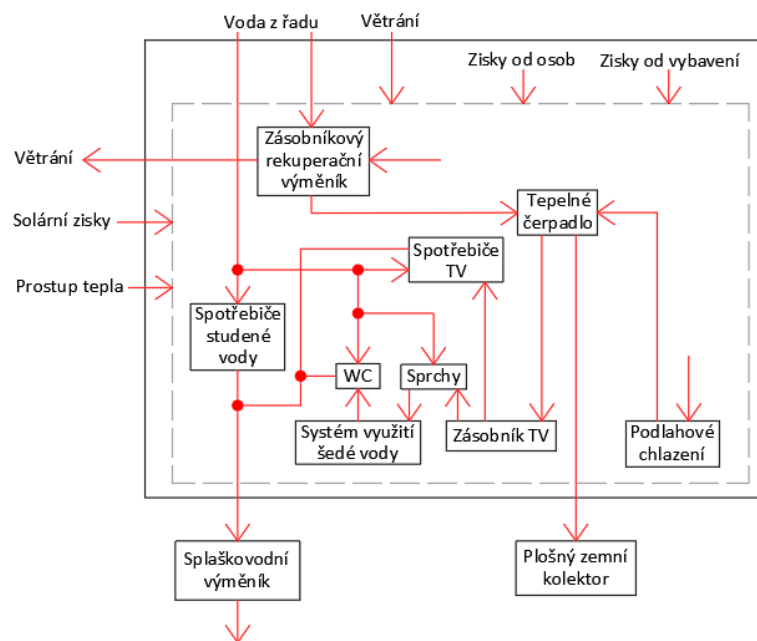 Voda z řadu
Větrání
Zisky od osob
Zisky od vybavení
Zásobníkový
rekuperační
výměník
Větrání
Tepelné
čerpadlo
Solární zisky
Spotřebiče
TV
Prostup tepla
Spotřebiče
studené
vody
WC
Sprchy
Systém využití
šedé vody
Zásobník TV
Podlahové
chlazení
Splaškovodní
výměník
Plošný zemní
kolektor